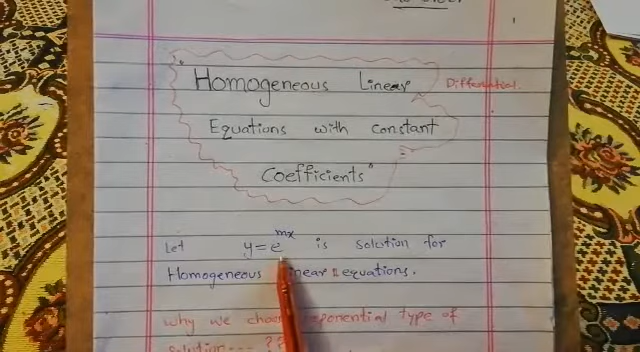 Homogeneous Linear Differential
Equations with constant
Coefficients"
Let y = e^mx is solution for
Homogeneous linear equations.
why we choose exponential type of
Solution --- ??